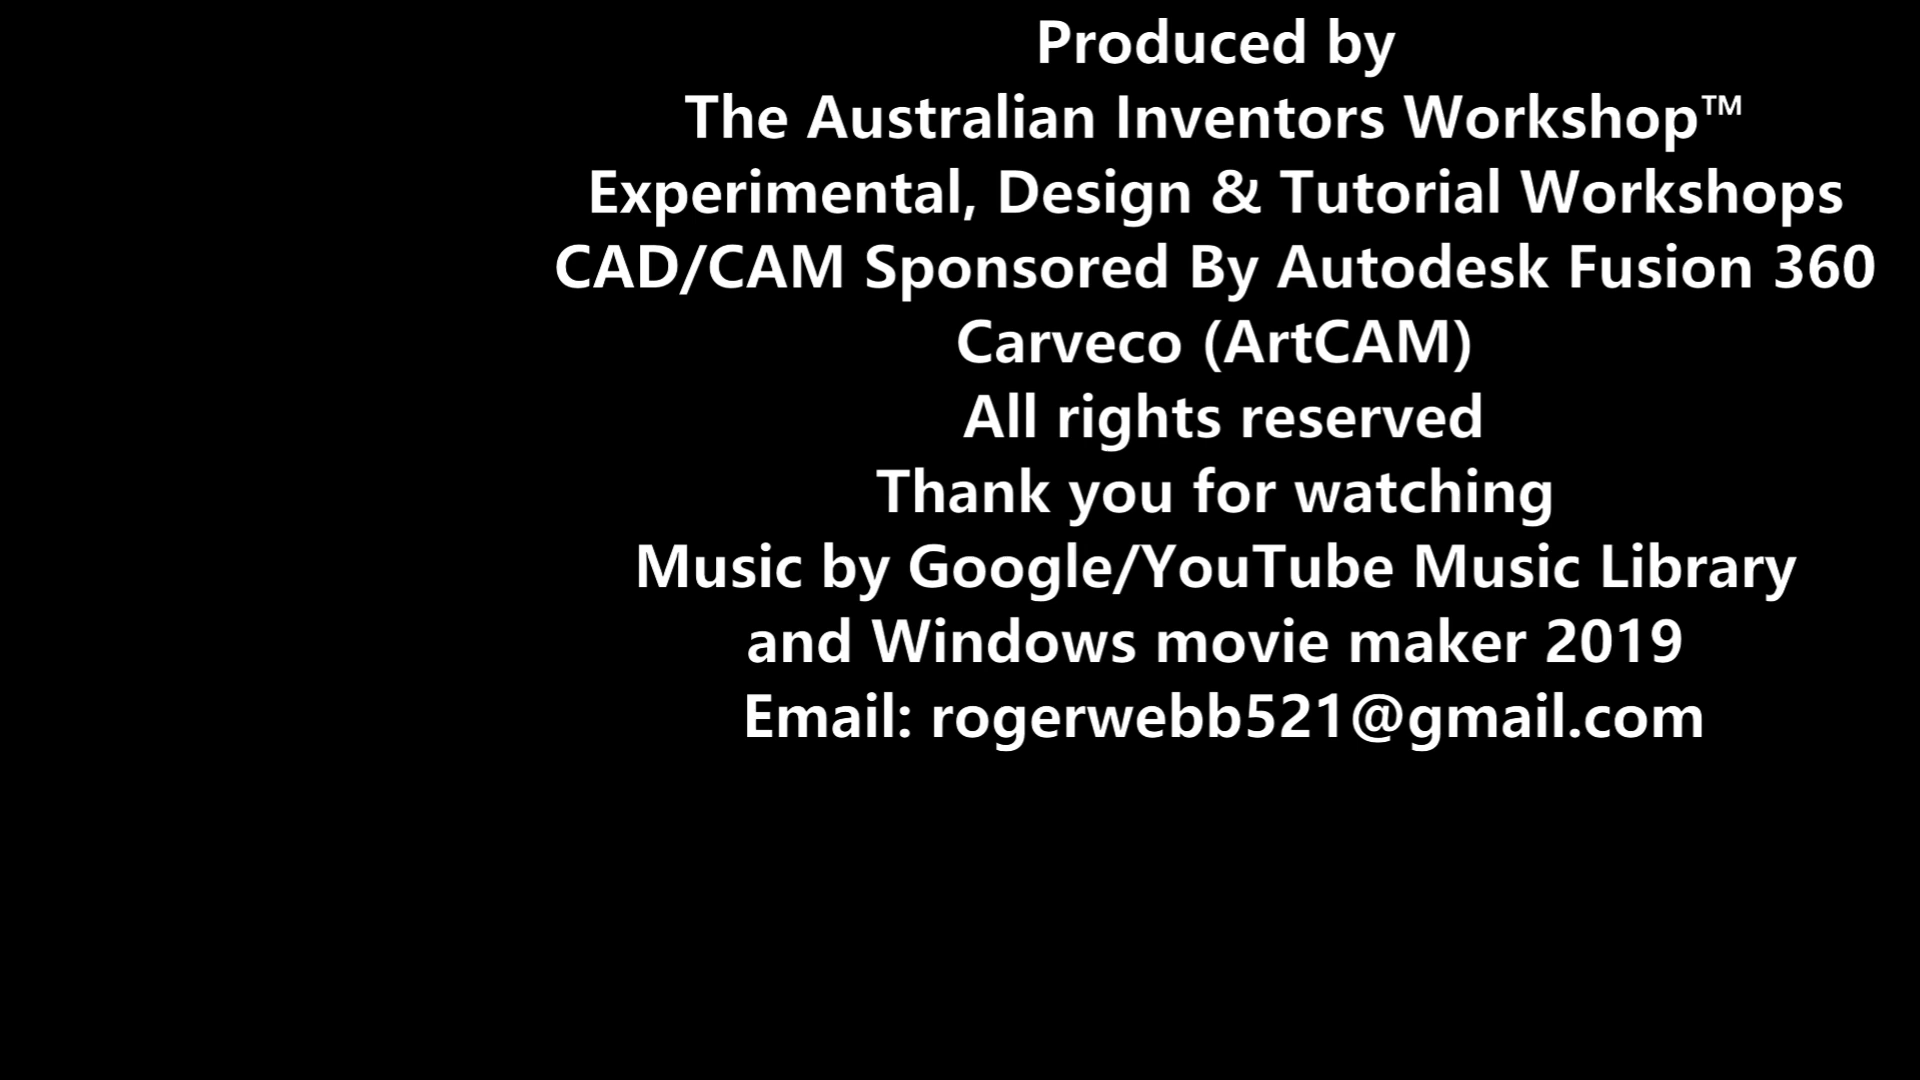 Produced by
The Australian Inventors Workshop™
Experimental, Design & Tutorial Workshops
CAD/CAM Sponsored By Autodesk Fusion 360
Carveco (ArtCAM)
All rights reserved
Thank you for watching
Music by Google/YouTube Music Library
and Windows movie maker 2019
Email: rogerwebb521@gmail.com